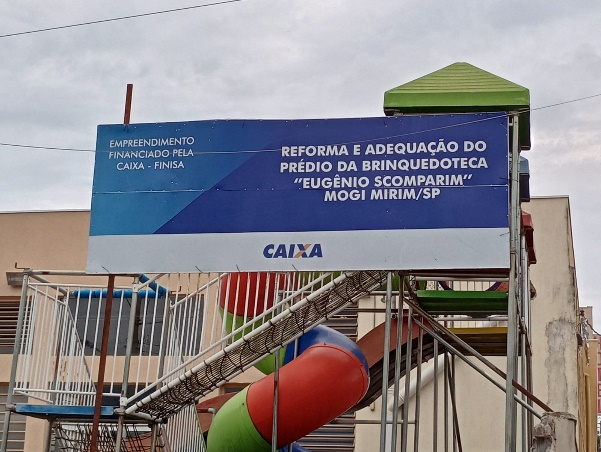 EMPREENDIMENTO
FINANCIADO PELA
CAIXA - FINISA
REFORMA E ADEQUAÇÃO DO
PRÉDIO DA BRINQUEDOTECA
"EUGÊNIO SCOMPARIM"
MOGI MIRIM/SP
CAIXA